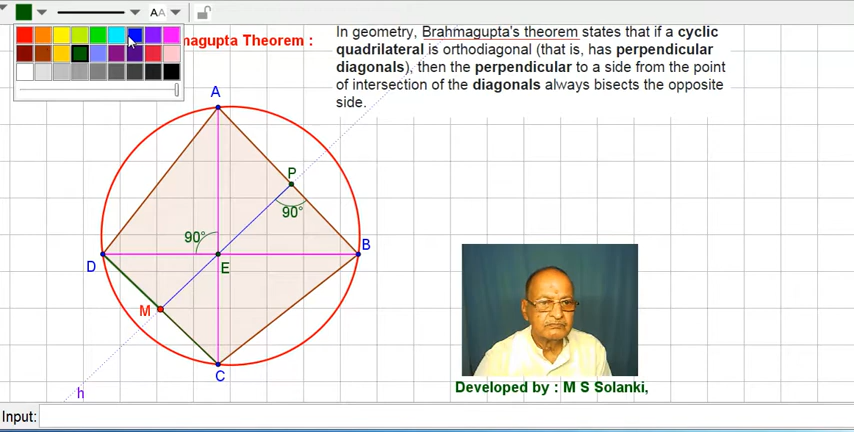 AA
magupta Theorem :
In geometry, Brahmagupta's theorem states that if a cyclic
quadrilateral is orthodiagonal (that is, has perpendicular
diagonals), then the perpendicular to a side from the point
of intersection of the diagonals always bisects the opposite
side.
A
P
90°
90°
B
D
E
M
C
h
Developed by : M S Solanki,
Input: